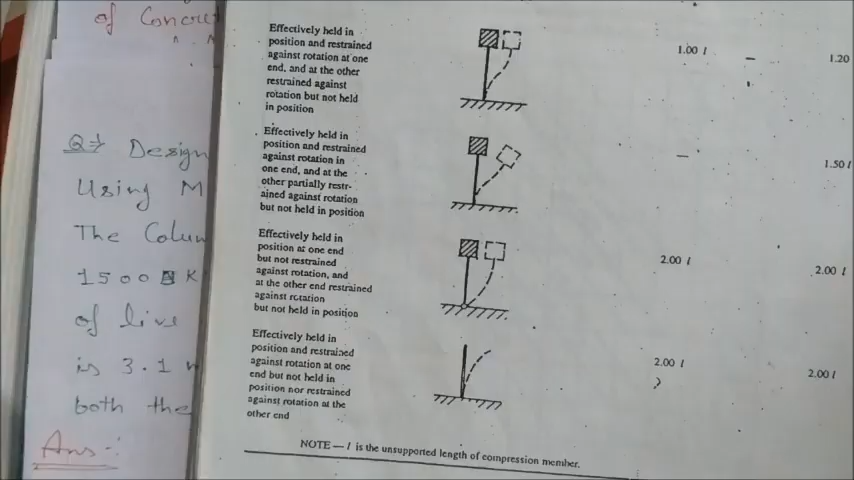 of Concre
Q⇒ Design
Using M
The Colum
1500 K
of live
is 3.1
both the
Ans-:
Effectively held in
position and restrained
against rotation at one
end, and at the other
restrained against
rotation but not held
in position
1.00 l
—
1.20
Effectively held in
position and restrained
against rotation in
one end, and at the
other partially restr-
ained against rotation
but not held in position
—
1.50 l
Effectively held in
position at one end
but not restrained
against rotation, and
at the other end restrained
against rotation
but not held in position
2.00 l
2.00 l
Effectively held in
position and restrained
against rotation at one
end but not held in
position nor restrained
against rotation at the
other end
2.00 l
2.00 l
NOTE — l is the unsupported length of compression member.